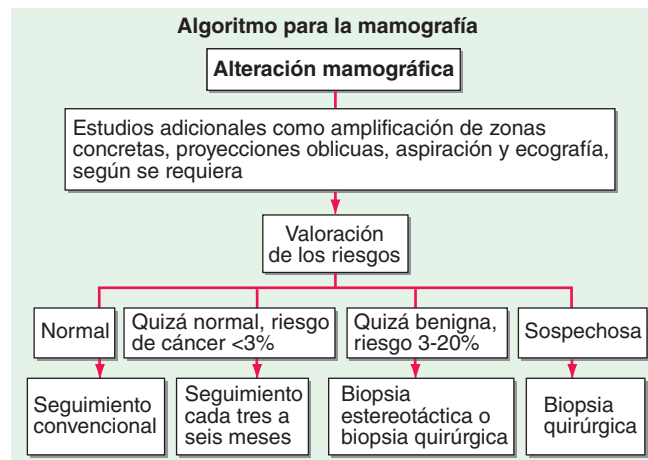 Algoritmo para la mamografía
Alteración mamográfica
Estudios adicionales como amplificación de zonas
concretas, proyecciones oblicuas, aspiración y ecografía,
según se requiera
Valoración
de los riesgos
Normal
Quizá normal, riesgo
de cáncer <3%
Quizá benigna,
riesgo 3-20%
Sospechosa
Seguimiento
convencional
Seguimiento
cada tres a
seis meses
Biopsia
estereotáctica o
biopsia quirúrgica
Biopsia
quirúrgica